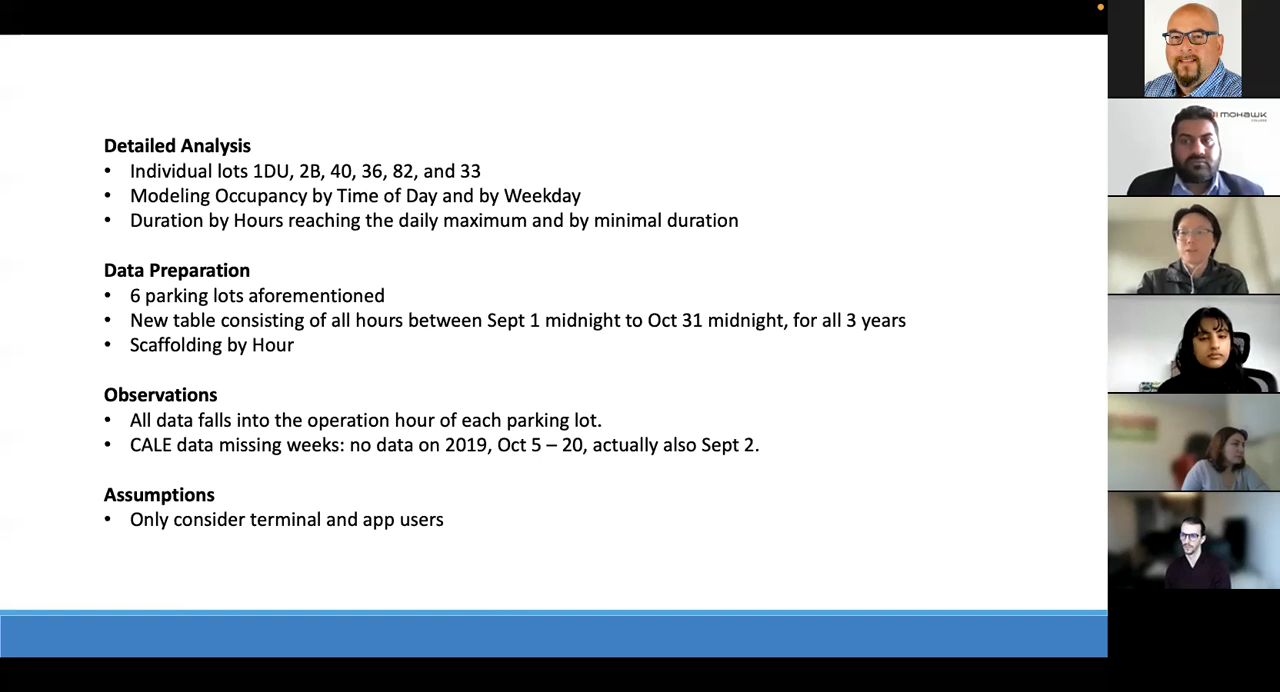 Detailed Analysis
• Individual lots 1DU, 2B, 40, 36, 82, and 33
• Modeling Occupancy by Time of Day and by Weekday
• Duration by Hours reaching the daily maximum and by minimal duration
Data Preparation
• 6 parking lots aforementioned
• New table consisting of all hours between Sept 1 midnight to Oct 31 midnight, for all 3 years
• Scaffolding by Hour
Observations
• All data falls into the operation hour of each parking lot.
• CALE data missing weeks: no data on 2019, Oct 5 – 20, actually also Sept 2.
Assumptions
• Only consider terminal and app users
mohawk